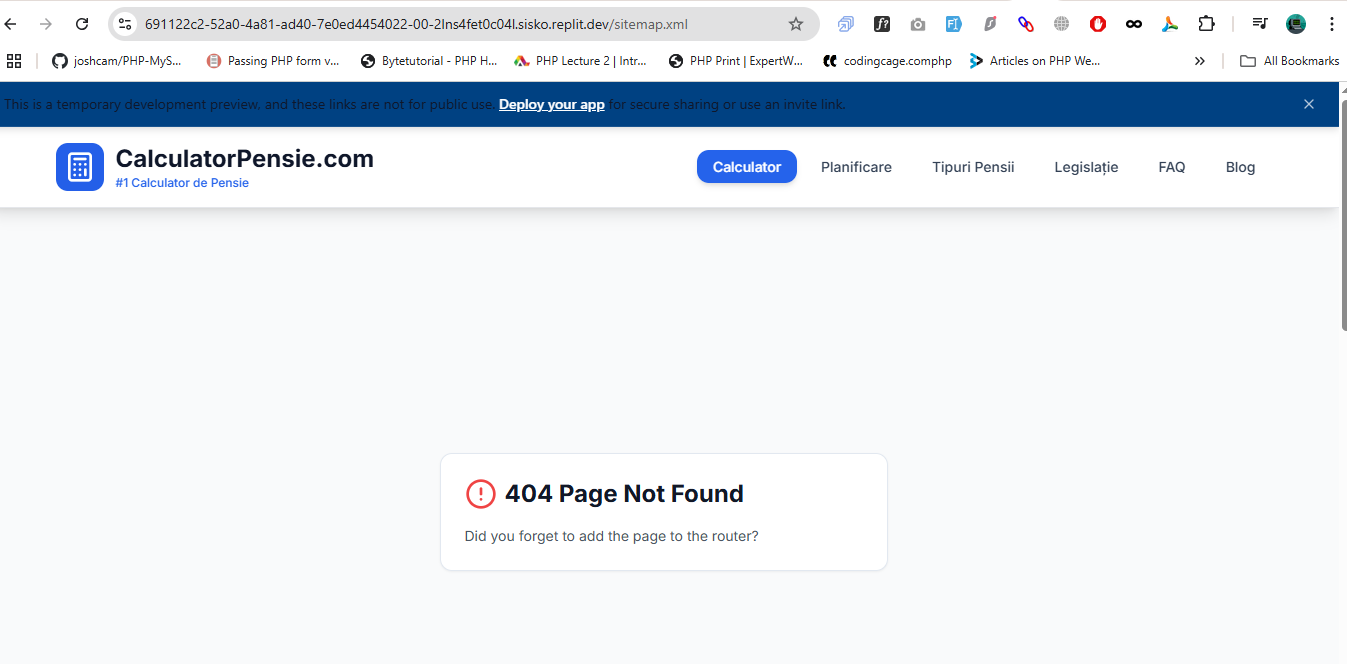 691122c2-52a0-4a81-ad40-7e0ed4454022-00-2lns4fet0c04l.sisko.replit.dev/sitemap.xml
joshcam/PHP-MyS... Passing PHP form v... Bytetutorial - PHP H... PHP Lecture 2 | Intr... PHP Print | ExpertW... codingcage.comphp Articles on PHP We... » All Bookmarks
This is a temporary development preview, and these links are not for public use. Deploy your app for secure sharing or use an invite link.
CalculatorPensie.com
#1 Calculator de Pensie
Calculator Planificare Tipuri Pensii Legislație FAQ Blog
404 Page Not Found
Did you forget to add the page to the router?